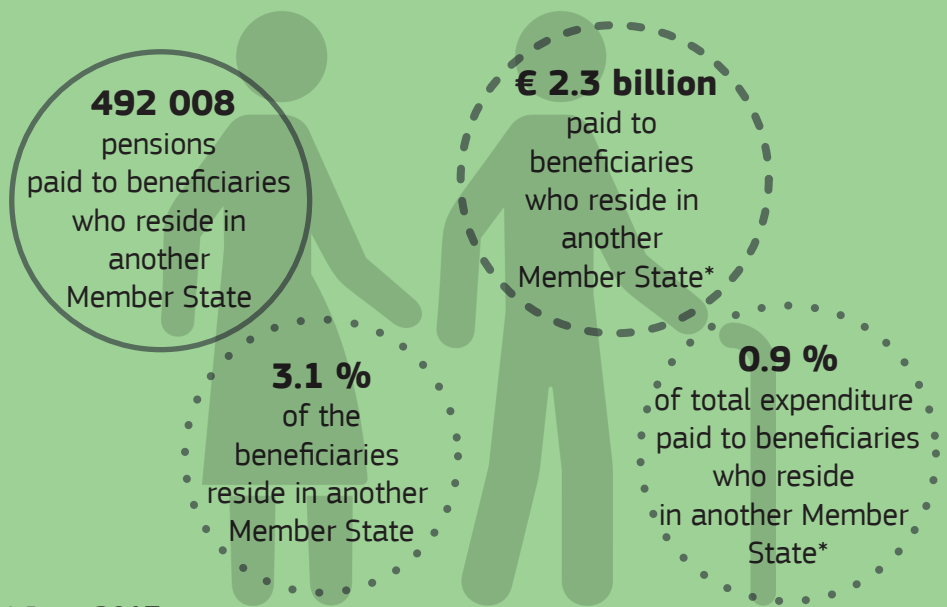 492 008
pensions
paid to beneficiaries
who reside in
another
Member State
€ 2.3 billion
paid to
beneficiaries
who reside in
another
Member State*
3.1 %
of the
beneficiaries
reside in another
Member State
0.9 %
of total expenditure
paid to beneficiaries
who reside
in another Member
State*